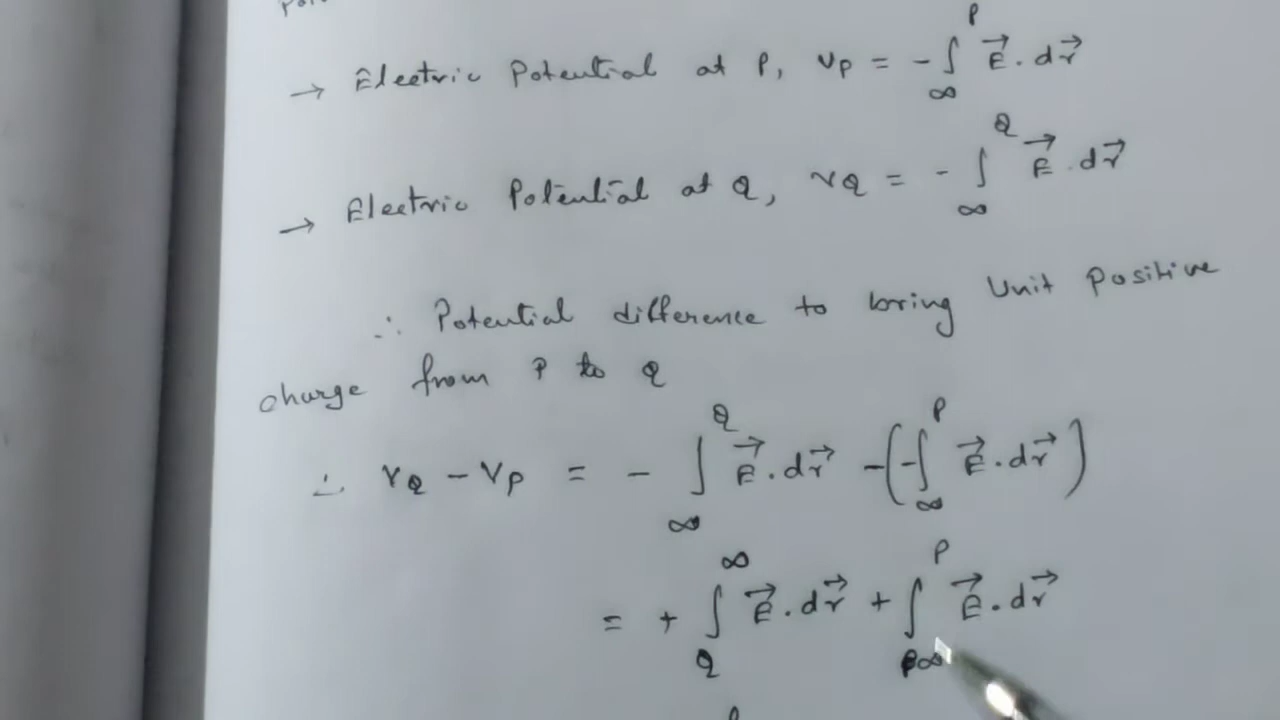 → Electric Potential at P, VP = - ∫∞P E⃗ . dr⃗
→ Electric Potential at Q, VQ = - ∫∞Q E⃗ . dr⃗
∴ Potential difference to bring Unit Positive
charge from P to Q
∴ VQ - VP = - ∫∞Q E⃗ . dr⃗ - ( - ∫∞P E⃗ . dr⃗ )
= + ∫Q∞ E⃗ . dr⃗ + ∫∞P E⃗ . dr⃗